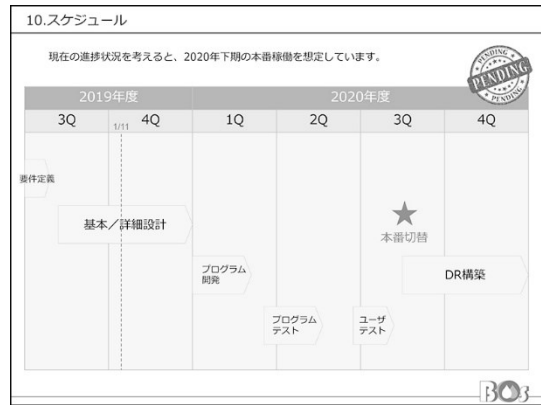 10.スケジュール
現在の進捗状況を考えると、2020年下期の本番稼働を想定しています。
PENDING
PENDING
PENDING
2019年度 2020年度
3Q 4Q 1Q 2Q 3Q 4Q
1/11
要件定義
基本／詳細設計
本番切替
プログラム
開発
DR構築
プログラム
テスト
ユーザ
テスト
BOS